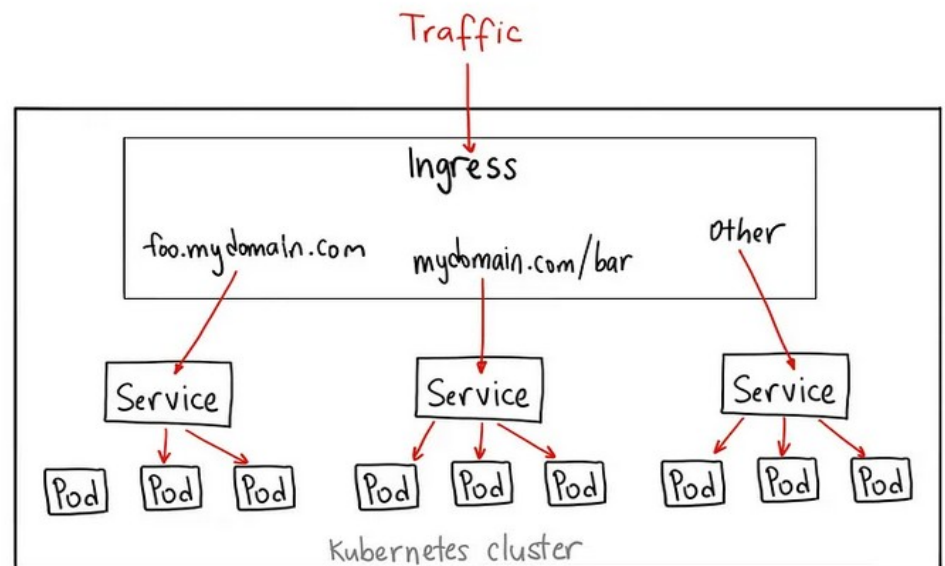 Traffic
Ingress
foo.mydomain.com
mydomain.com/bar
other
Service
Service
Service
Pod
Pod
Pod
Pod
Pod
Pod
Pod
Pod
Pod
Kubernetes cluster